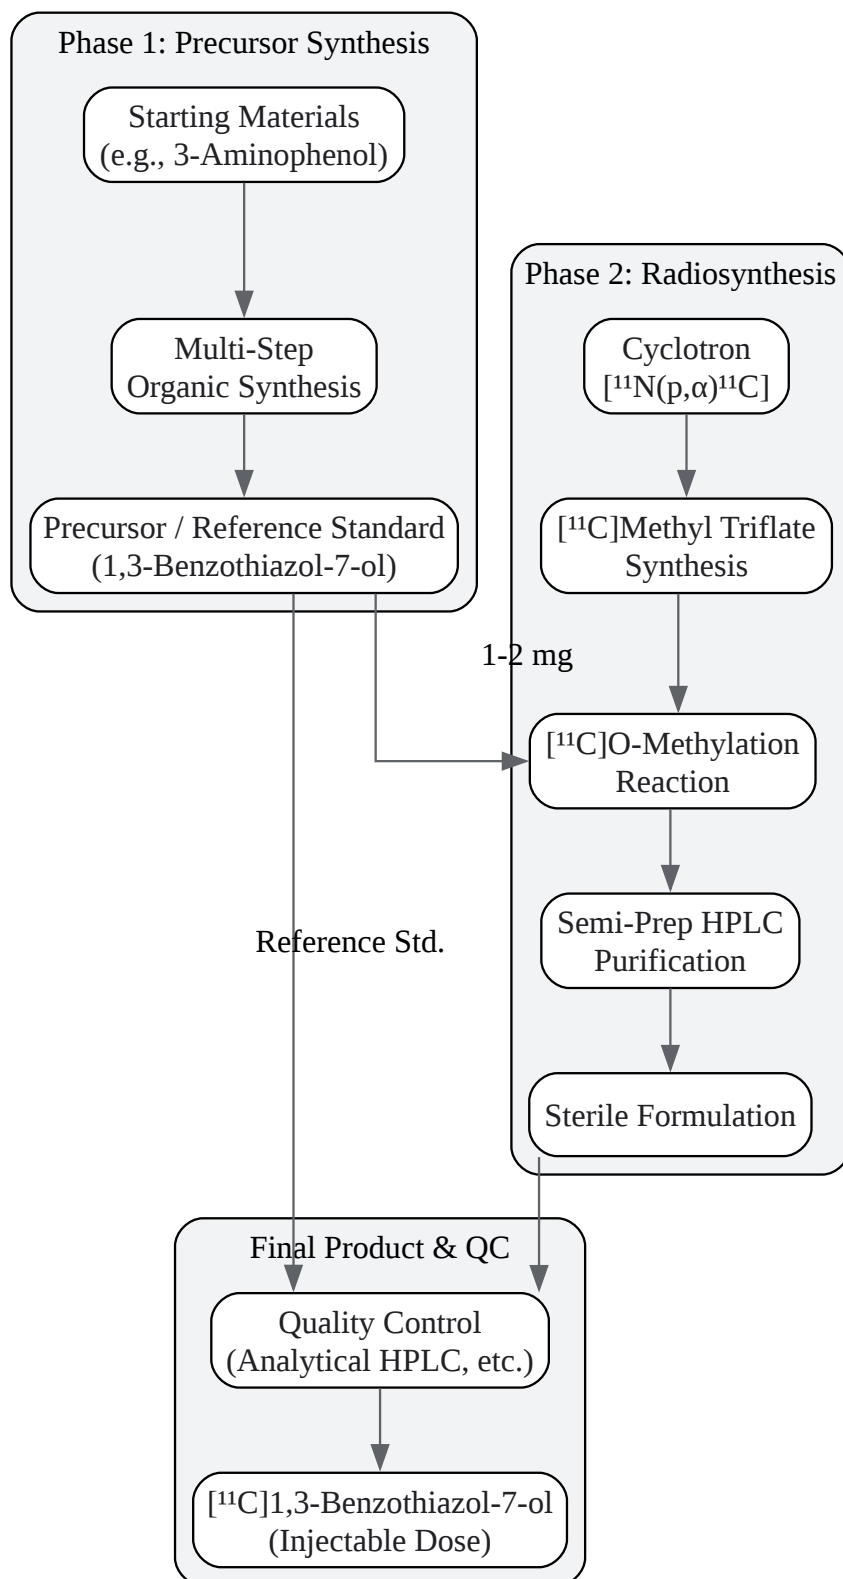 Phase 1: Precursor Synthesis
Starting Materials
(e.g., 3-Aminophenol)
Multi-Step
Organic Synthesis
Precursor / Reference Standard
(1,3-Benzothiazol-7-ol)
Phase 2: Radiosynthesis
Cyclotron
[¹¹N(p,α)¹¹C]
[¹¹C]Methyl Triflate
Synthesis
1-2 mg
[¹¹C]O-Methylation
Reaction
Semi-Prep HPLC
Purification
Reference Std.
Sterile Formulation
Final Product & QC
Quality Control
(Analytical HPLC, etc.)
[¹¹C]1,3-Benzothiazol-7-ol
(Injectable Dose)